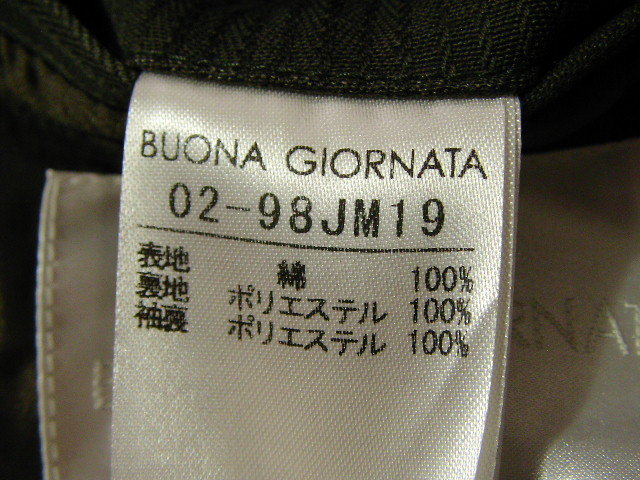 BUONA GIORNATA
02-98JM19
表地 綿 100%
裏地 ポリエステル 100%
袖裏 ポリエステル 100%